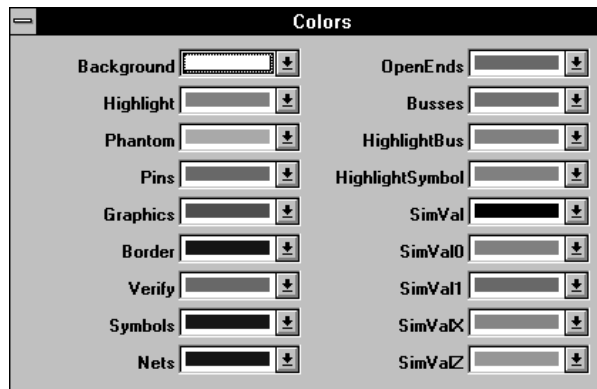 Colors
Background
Highlight
Phantom
Pins
Graphics
Border
Verify
Symbols
Nets
OpenEnds
Busses
HighlightBus
HighlightSymbol
SimVal
SimVal0
SimVal1
SimValX
SimValZ